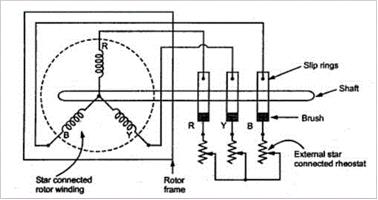 R
Slip rings
Shaft
B
Y
R
Y
B
Brush
Star connected
rotor winding
Rotor
frame
External star
connected rheostat